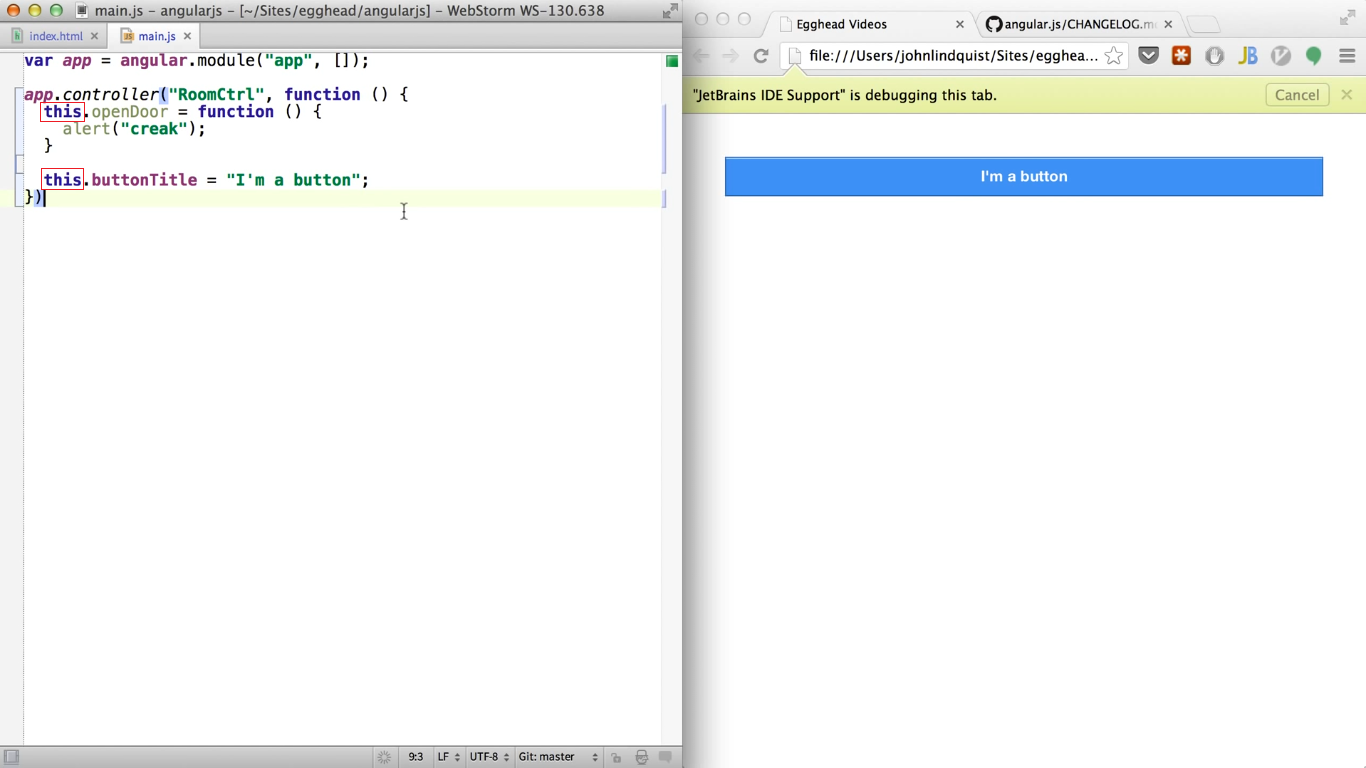 main.js – angularjs – [~/Sites/egghead/angularjs] – WebStorm WS-130.638
index.html
main.js
var app = angular.module("app", []);
app.controller("RoomCtrl", function () {
this.openDoor = function () {
alert("creak");
}
this.buttonTitle = "I'm a button";
})
9:3 LF UTF-8 Git: master
Egghead Videos
angular.js/CHANGELOG.m
file:///Users/johnlindquist/Sites/egghea...
JB
"JetBrains IDE Support" is debugging this tab.
Cancel
I'm a button